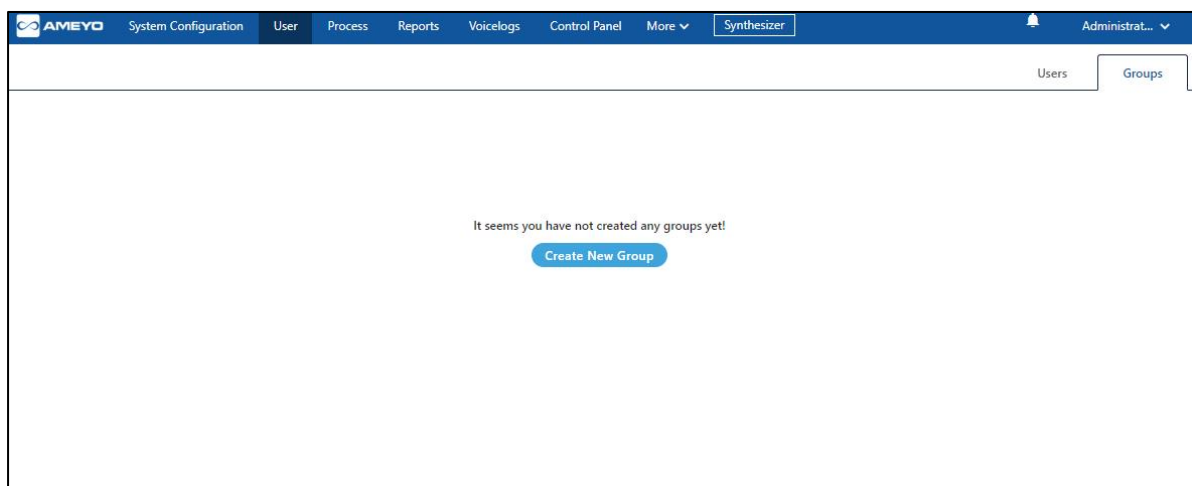 AMEYO System Configuration User Process Reports Voicelogs Control Panel More Synthesizer Administrat...
Users Groups
It seems you have not created any groups yet!
Create New Group